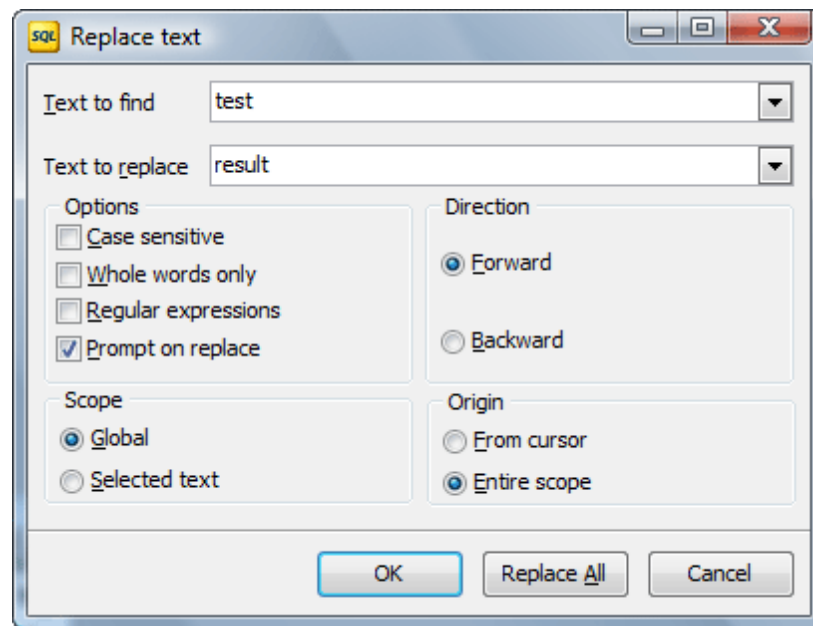 SQL Replace text
Text to find test
Text to replace result
Options
Case sensitive
Whole words only
Regular expressions
Prompt on replace
Direction
Forward
Backward
Scope
Global
Selected text
Origin
From cursor
Entire scope
OK Replace All Cancel